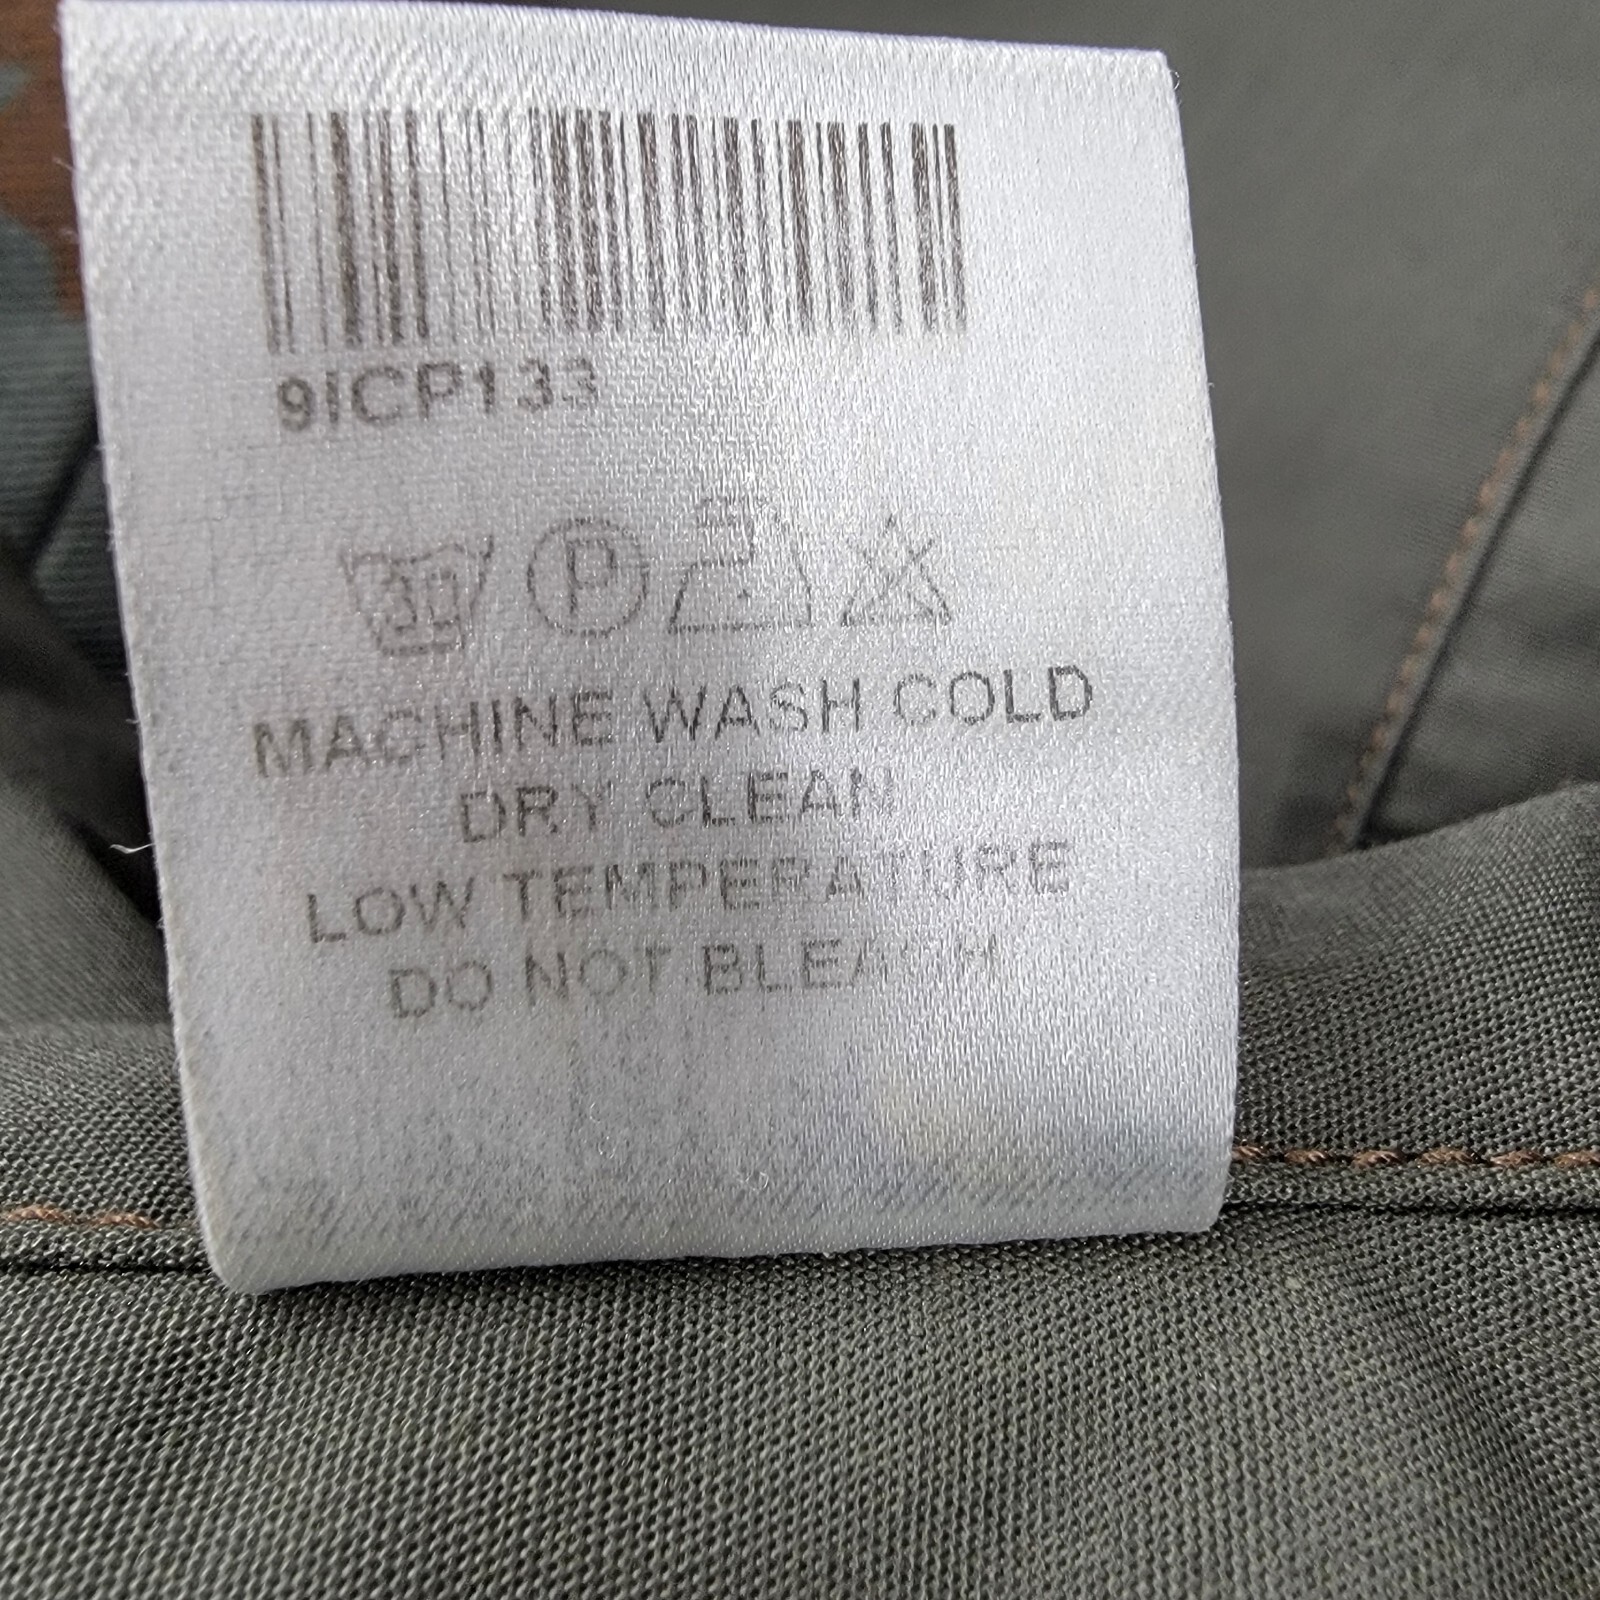 9ICP133
30 P
MACHINE WASH COLD
DRY CLEAN
LOW TEMPERATURE
DO NOT BLEACH